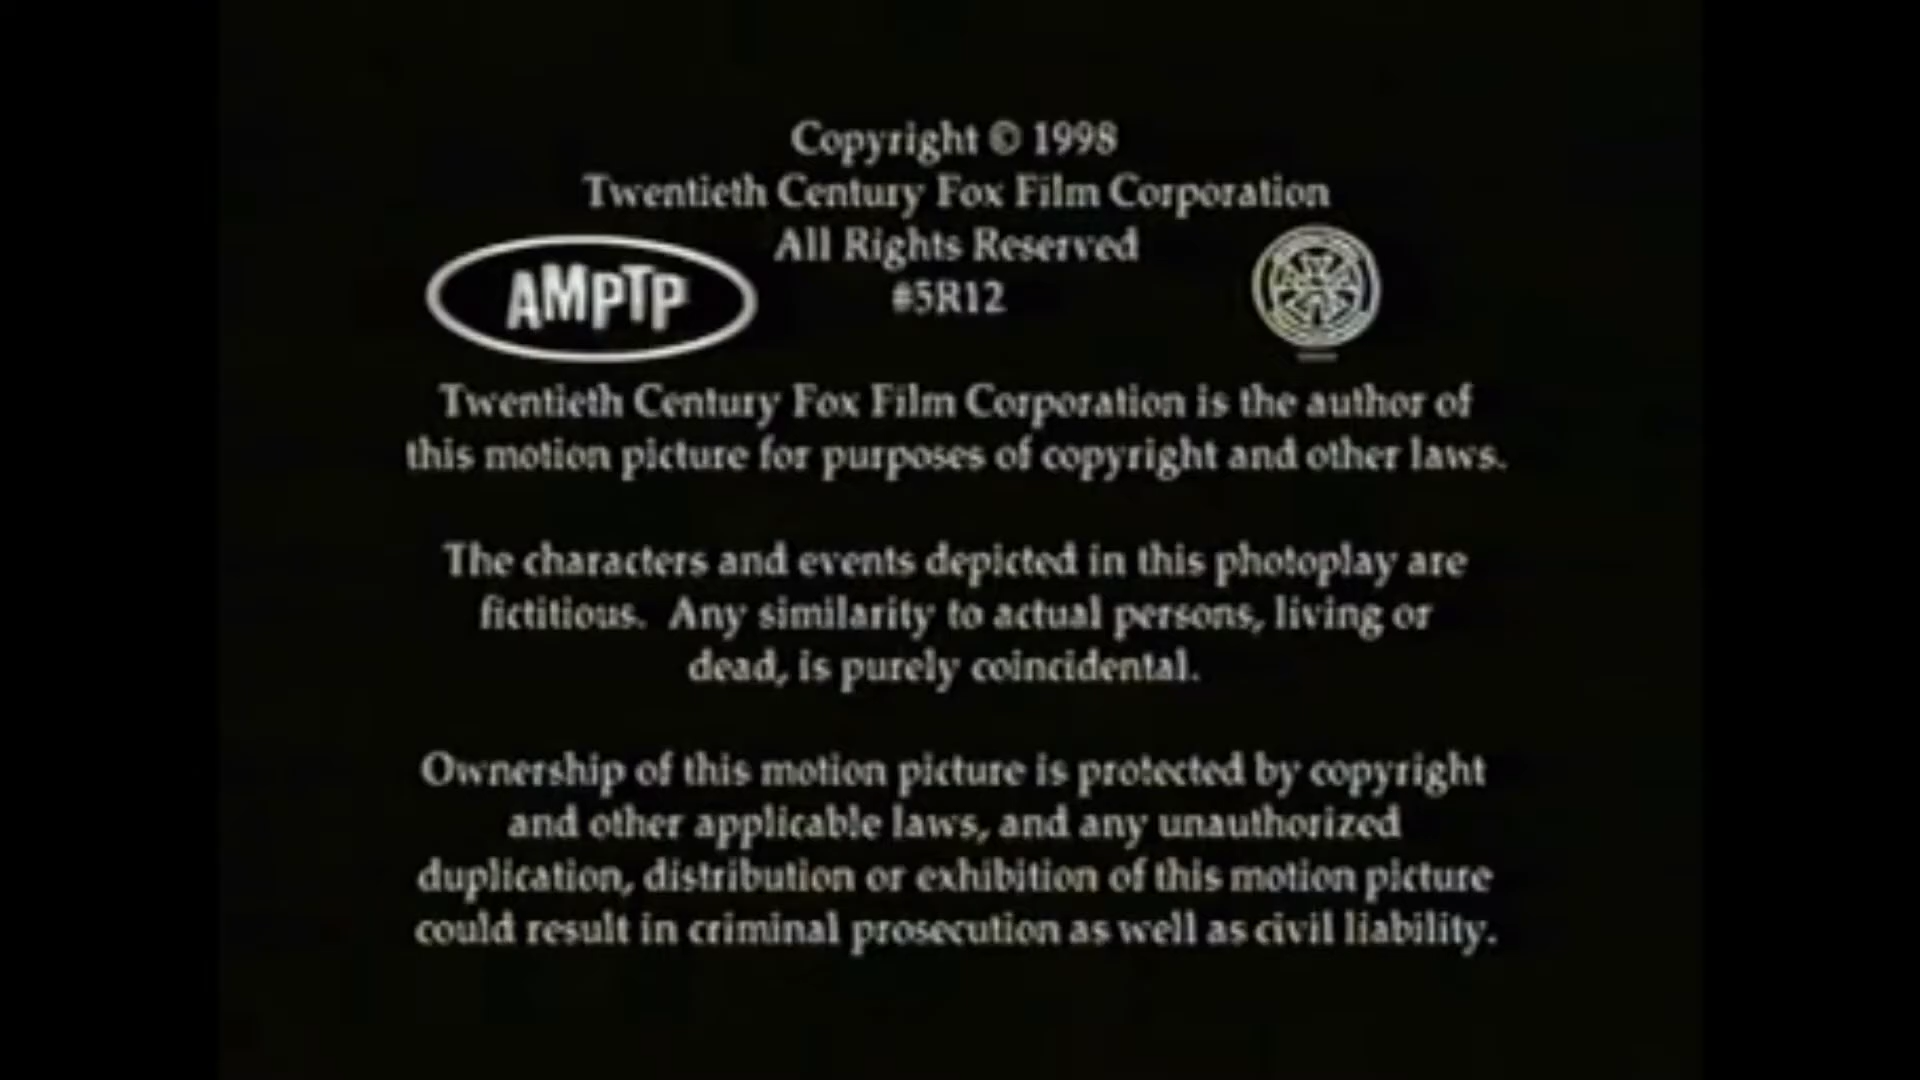 Copyright © 1998
Twentieth Century Fox Film Corporation
All Rights Reserved
AMPTP
#5R12
Twentieth Century Fox Film Corporation is the author of
this motion picture for purposes of copyright and other laws.
The characters and events depicted in this photoplay are
fictitious. Any similarity to actual persons, living or
dead, is purely coincidental.
Ownership of this motion picture is protected by copyright
and other applicable laws, and any unauthorized
duplication, distribution or exhibition of this motion picture
could result in criminal prosecution as well as civil liability.